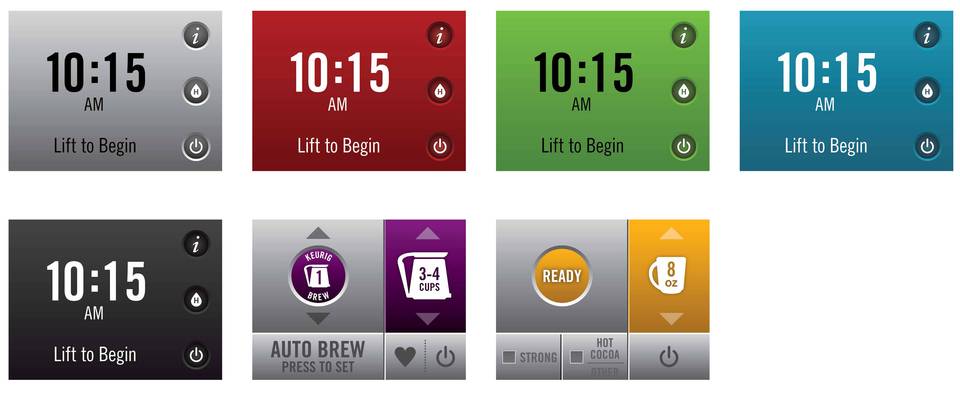 10:15
AM
Lift to Begin
i
H
10:15
AM
Lift to Begin
i
H
10:15
AM
Lift to Begin
i
H
10:15
AM
Lift to Begin
i
H
10:15
AM
Lift to Begin
i
H
KEURIG
1
BREW
3-4
CUPS
AUTO BREW
PRESS TO SET
READY
8
OZ
STRONG
HOT
COCOA
OTHER